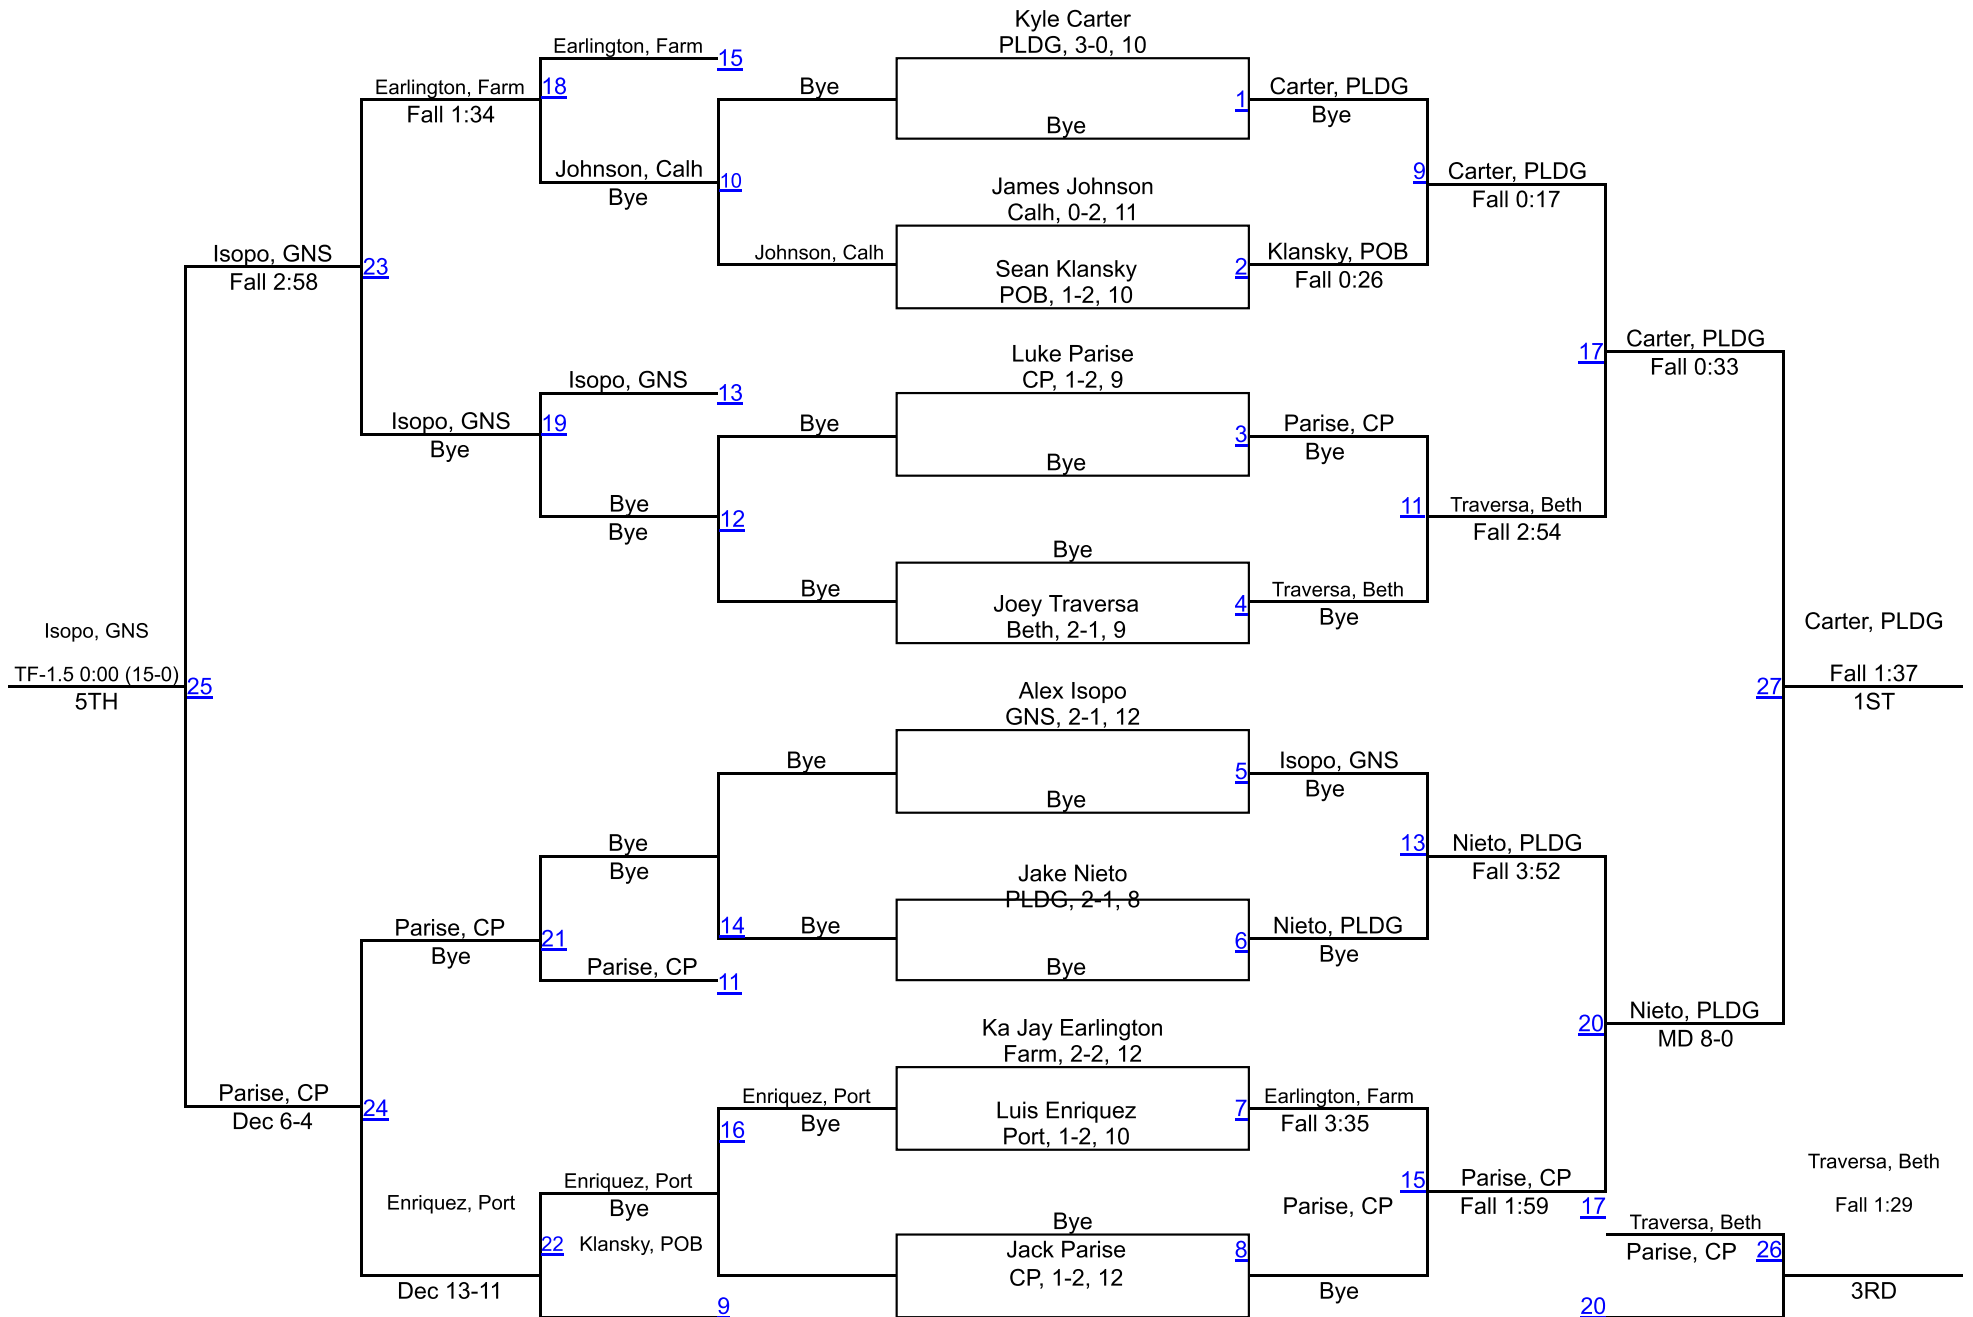 Kyle Carter
Earlington, Farm
15
PLDG, 3-0, 10
Earlington, Farm
18
Bye
1
Carter, PLDG
Fall 1:34
Bye
Bye
Johnson, Calh
10
9
Carter, PLDG
Bye
James Johnson
Fall 0:17
Calh, 0-2, 11
Isopo, GNS
23
Johnson, Calh
Sean Klansky
2
Klansky, POB
Fall 2:58
POB, 1-2, 10
Fall 0:26
Luke Parise
17
Carter, PLDG
Isopo, GNS
13
CP, 1-2, 9
Fall 0:33
Isopo, GNS
19
Bye
3
Parise, CP
Bye
Bye
Bye
Bye
12
11
Traversa, Beth
Bye
Bye
Fall 2:54
Bye
Joey Traversa
4
Traversa, Beth
Isopo, GNS
Beth, 2-1, 9
Bye
Carter, PLDG
TF-1.5 0:00 (15-0)
25
Alex Isopo
27
Fall 1:37
5TH
GNS, 2-1, 12
1ST
Bye
5
Isopo, GNS
Bye
Bye
Bye
13
Nieto, PLDG
Bye
Jake Nieto
Fall 3:52
PLDG, 2-1, 8
Parise, CP
21
14
Bye
6
Nieto, PLDG
Bye
Parise, CP
11
Bye
Bye
Ka Jay Earlington
20
Nieto, PLDG
Farm, 2-2, 12
MD 8-0
Parise, CP
24
Enriquez, Port
Luis Enriquez
7
Earlington, Farm
Dec 6-4
16
Bye
Port, 1-2, 10
Fall 3:35
Enriquez, Port
Enriquez, Port
15
Parise, CP
Traversa, Beth
Bye
Parise, CP
Fall 1:59
17
Fall 1:29
Bye
Traversa, Beth
22
Klansky, POB
Jack Parise
8
Parise, CP
26
CP, 1-2, 12
Dec 13-11
9
Bye
20
3RD